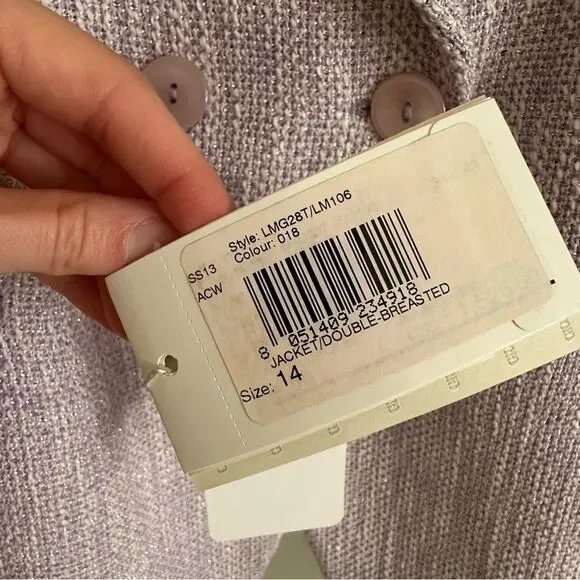 Style: LMG28T/LM106
Colour: 018
SS13
ACW
8 051409 234918
JACKET/DOUBLE-BREASTED
Size: 14